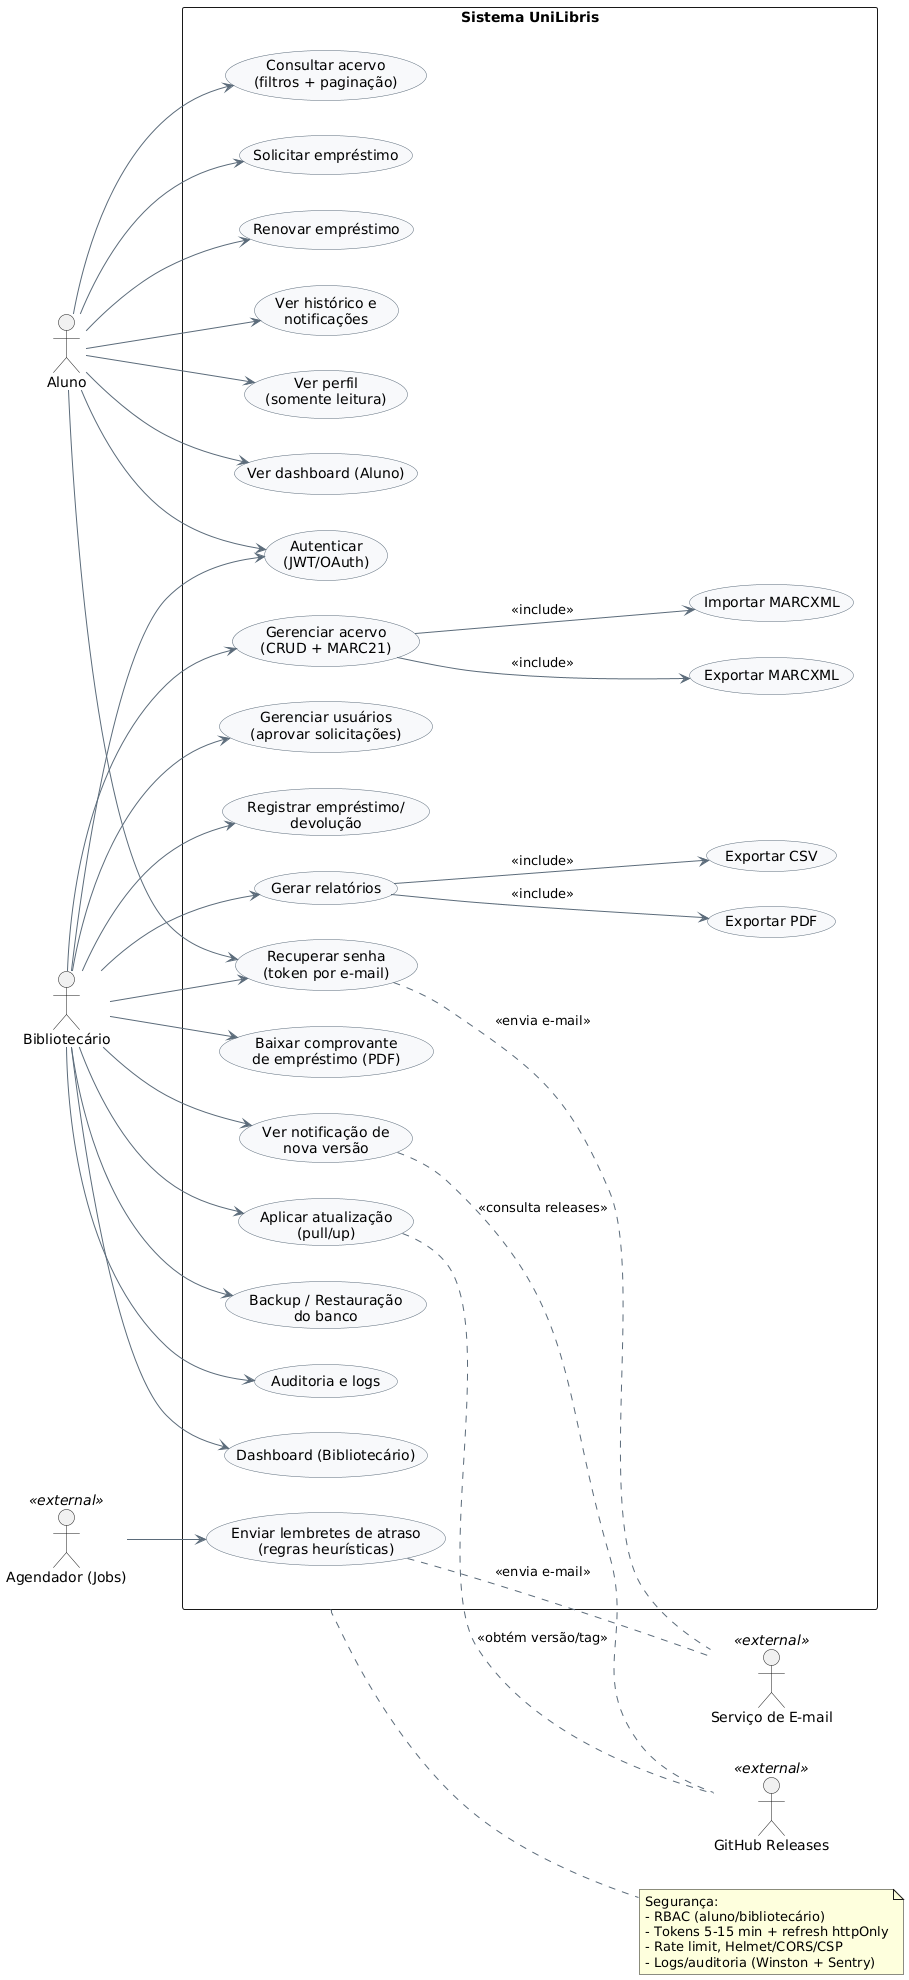 Sistema UniLibris
Consultar acervo
(filtros + paginação)
Solicitar empréstimo
Renovar empréstimo
Ver histórico e
notificações
Aluno
Ver perfil
(somente leitura)
Ver dashboard (Aluno)
Autenticar
(JWT/OAuth)
«include»
Importar MARCXML
Gerenciar acervo
(CRUD + MARC21)
«include»
Exportar MARCXML
Gerenciar usuários
(aprovar solicitações)
Registrar empréstimo/
devolução
«include»
Exportar CSV
Gerar relatórios
«include»
Exportar PDF
Recuperar senha
(token por e-mail)
«envia e-mail»
Bibliotecário
Baixar comprovante
de empréstimo (PDF)
Ver notificação de
nova versão
«consulta releases»
Aplicar atualização
(pull/up)
Backup / Restauração
do banco
Auditoria e logs
Dashboard (Bibliotecário)
«external»
Agendador (Jobs)
Enviar lembretes de atraso
(regras heurísticas)
«envia e-mail»
«obtém versão/tag»
«external»
Serviço de E-mail
«external»
GitHub Releases
Segurança:
- RBAC (aluno/bibliotecário)
- Tokens 5-15 min + refresh httpOnly
- Rate limit, Helmet/CORS/CSP
- Logs/auditoria (Winston + Sentry)